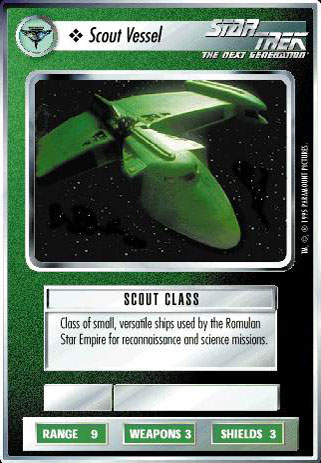 ❖ Scout Vessel
STAR TREK
THE NEXT GENERATION®
TM, ©, ® 1995 PARAMOUNT PICTURES.
SCOUT CLASS
Class of small, versatile ships used by the Romulan
Star Empire for reconnaissance and science missions.
RANGE 9
WEAPONS 3
SHIELDS 3